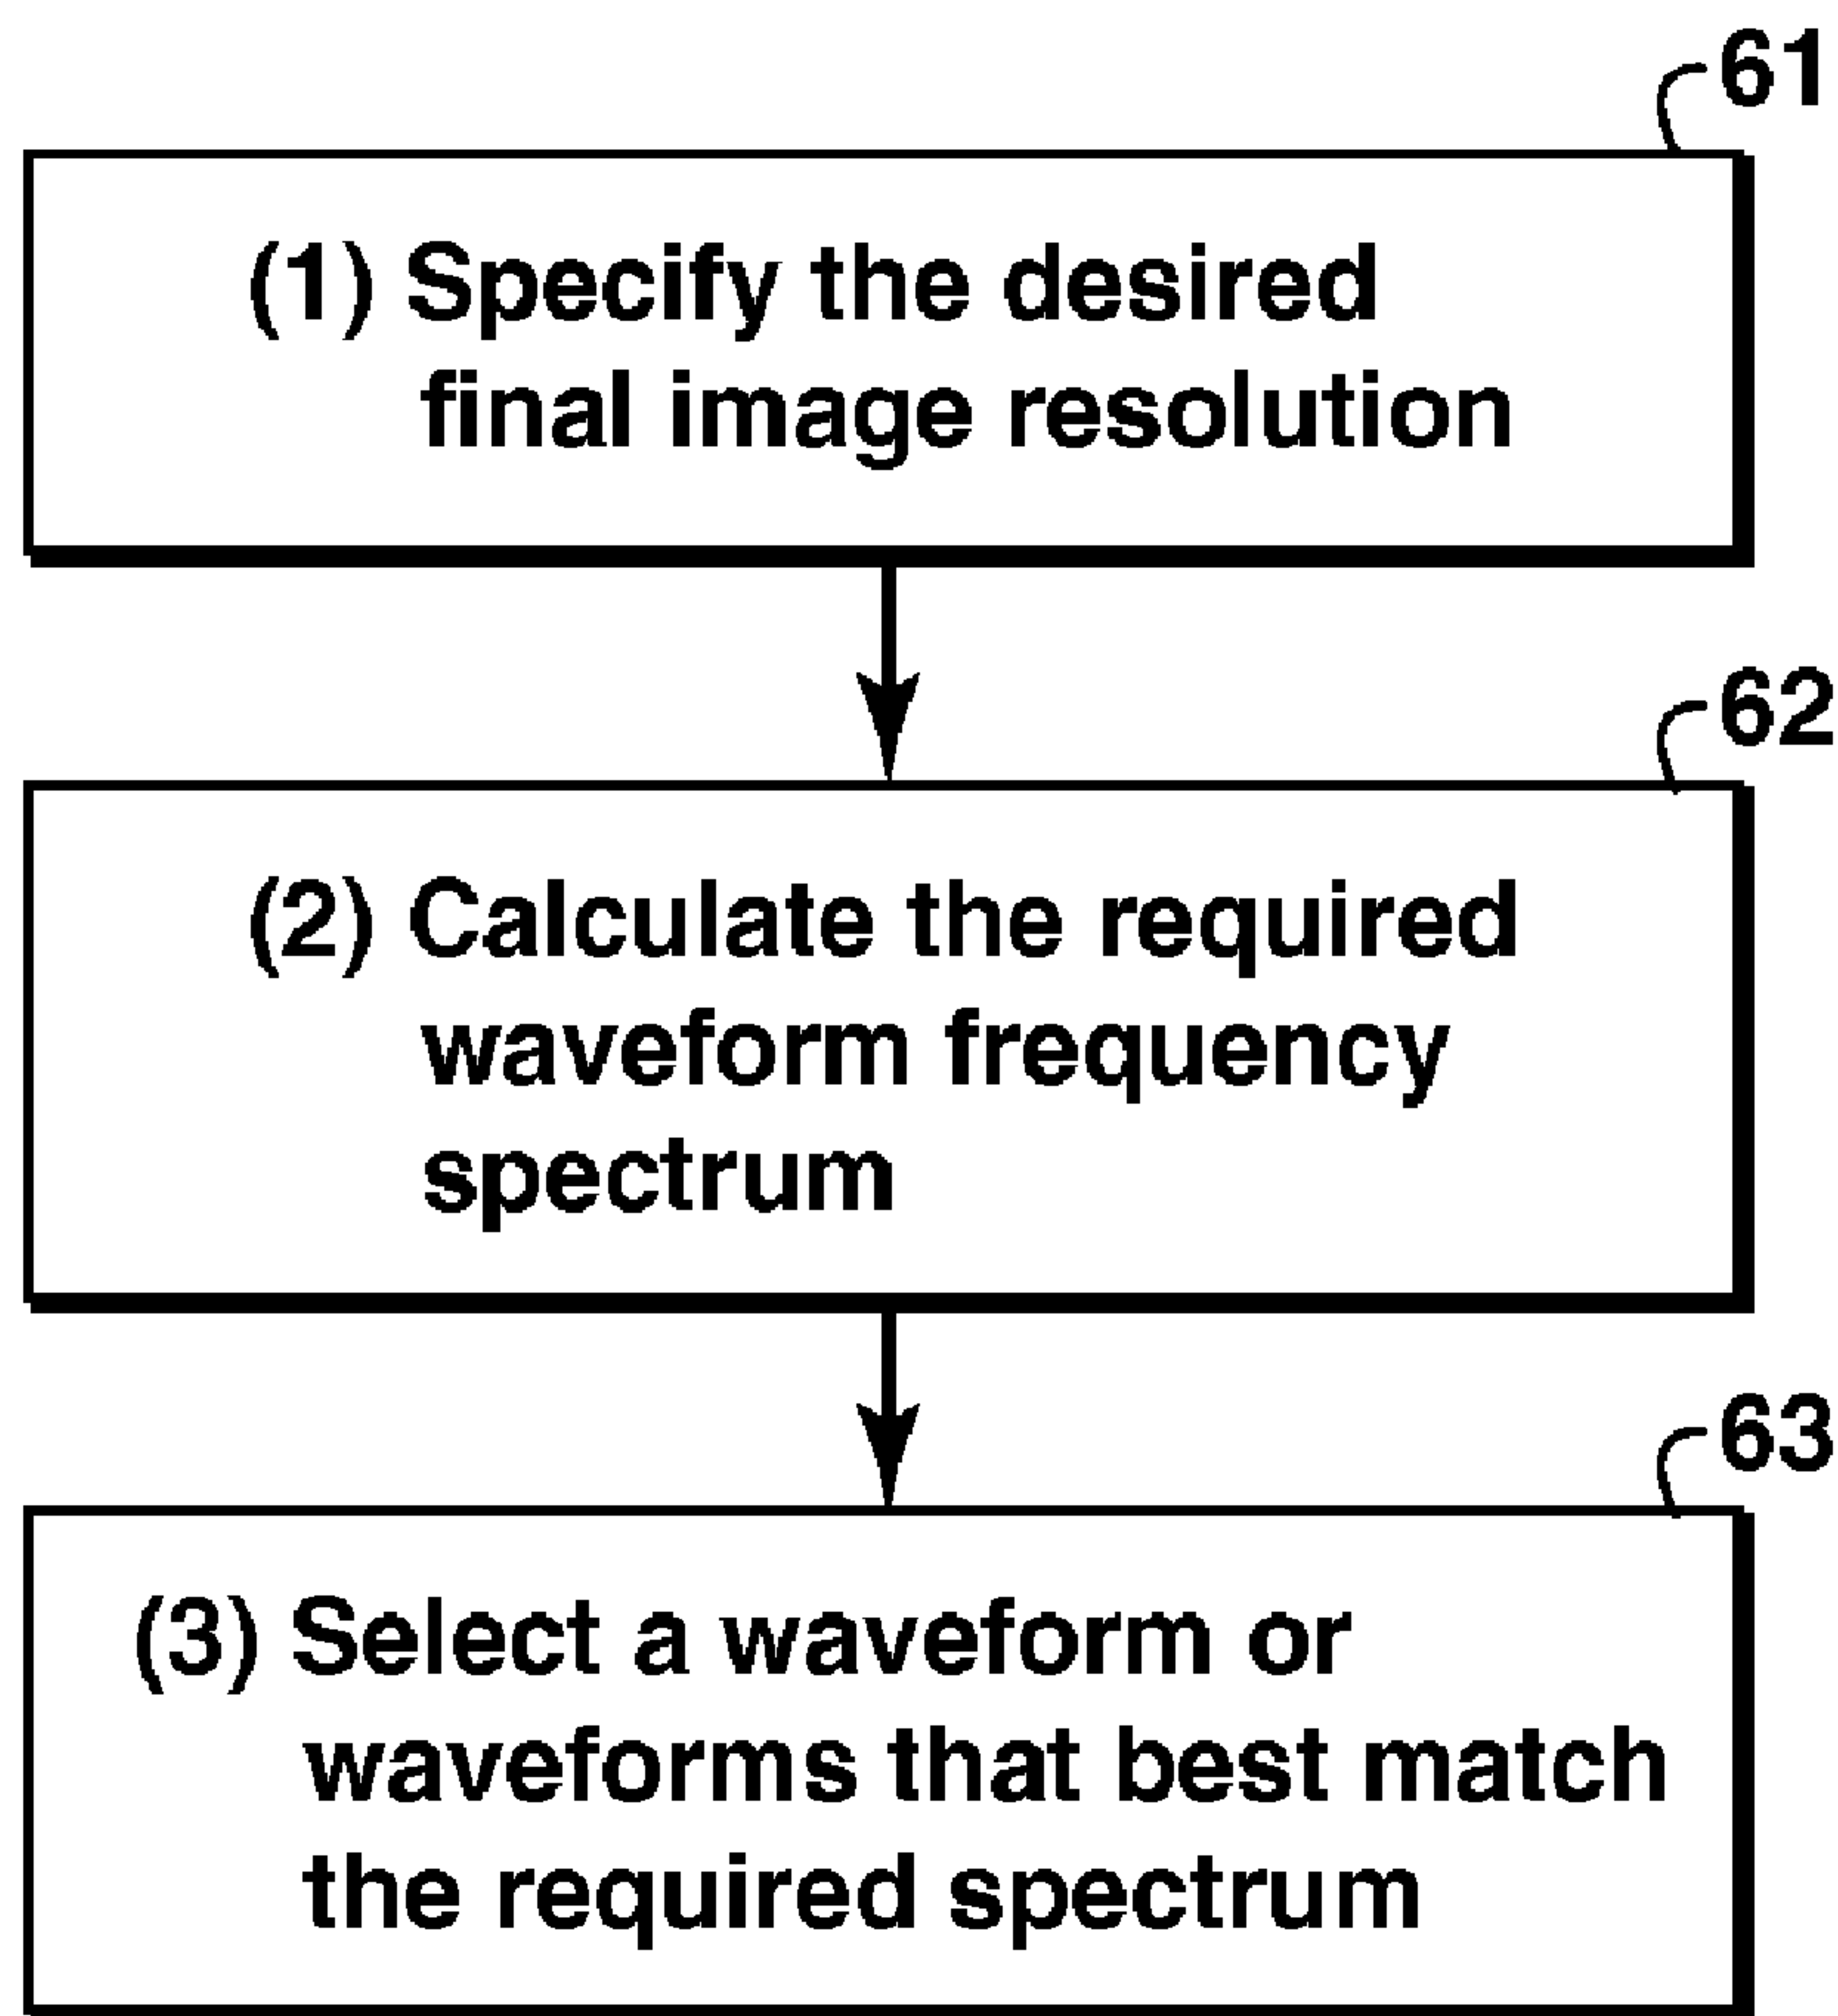 61
(1) Specify the desired
final image resolution
62
(2) Calculate the required
waveform frequency
spectrum
63
(3) Select a waveform or
waveforms that best match
the required spectrum